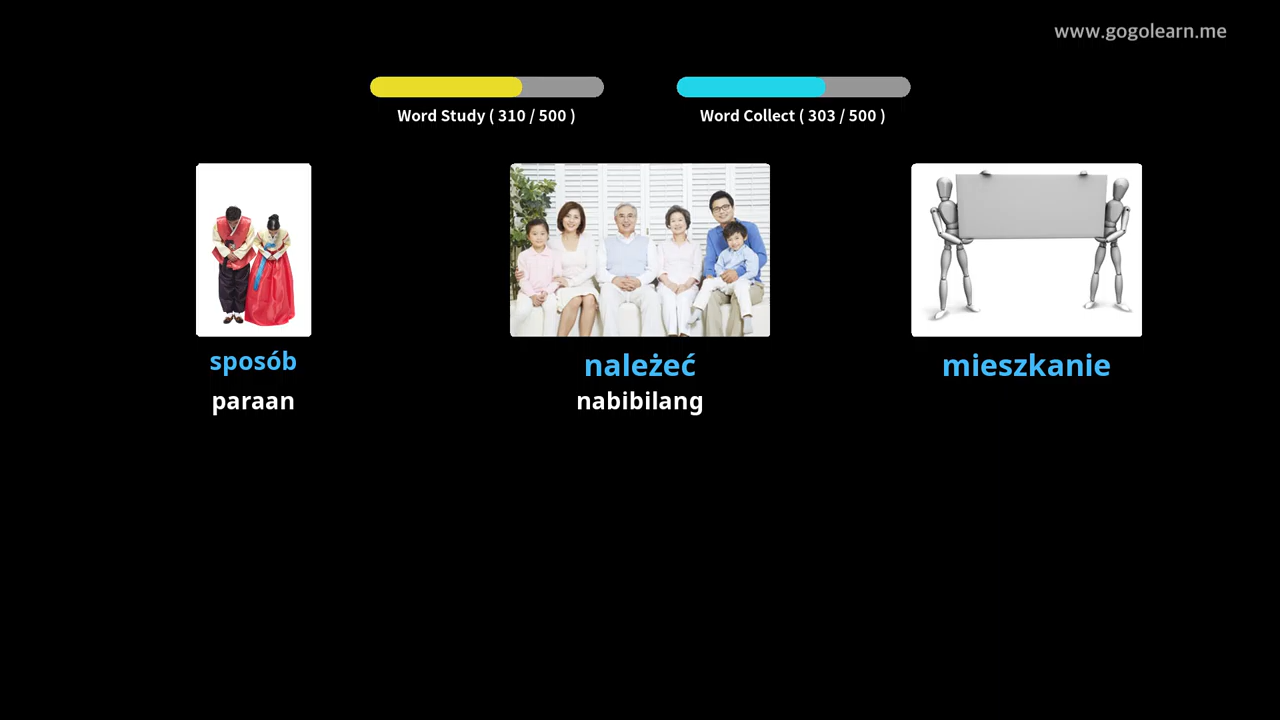 www.gogolearn.me
Word Study ( 310 / 500 )
Word Collect ( 303 / 500 )
sposób
należeć
mieszkanie
paraan
nabibilang